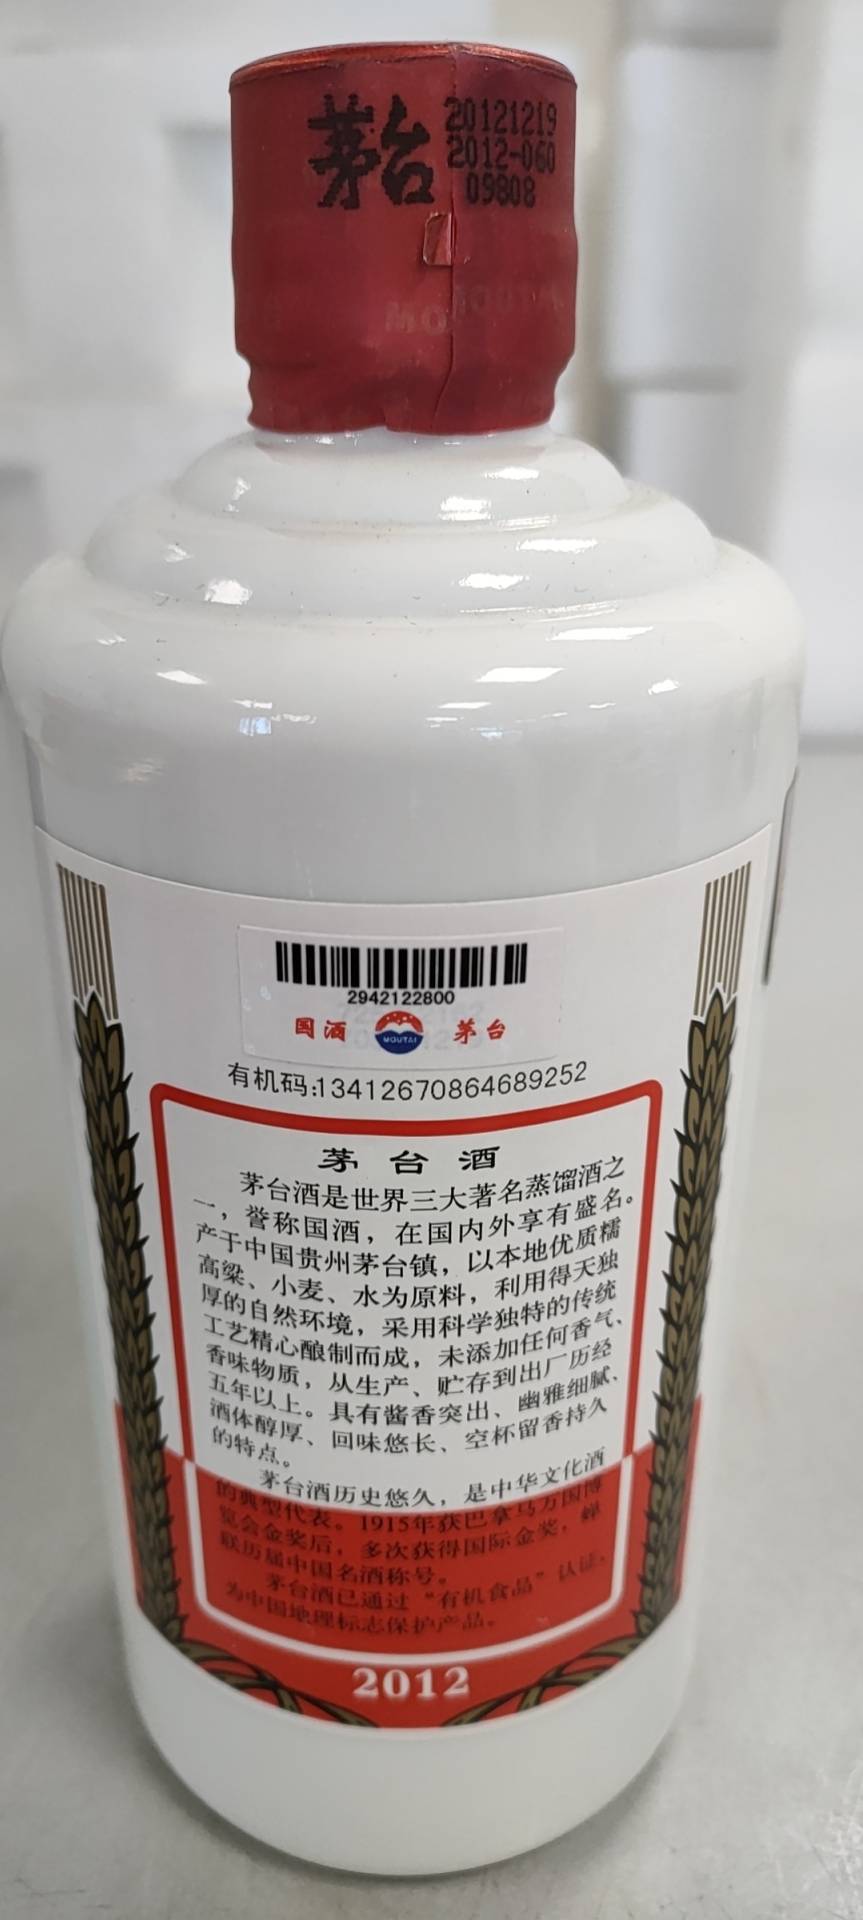 茅台
20121219
2012-060
09808
2942122800
国酒 MOUTAI 茅台
有机码:13412670864689252
茅台酒
茅台酒是世界三大著名蒸馏酒之
一，誉称国酒，在国内外享有盛名。
产于中国贵州茅台镇，以本地优质糯
高粱、小麦、水为原料，利用得天独
厚的自然环境，采用科学独特的传统
工艺精心酿制而成，未添加任何香气、
香味物质，从生产、贮存到出厂历经
五年以上。具有酱香突出、幽雅细腻、
酒体醇厚、回味悠长、空杯留香持久
的特点。
茅台酒历史悠久，是中华文化酒
的典型代表。1915年获巴拿马万国博
览会金奖后，多次获得国际金奖，蝉
联历届中国名酒称号。
茅台酒已通过“有机食品”认证，
为中国地理标志保护产品。
2012